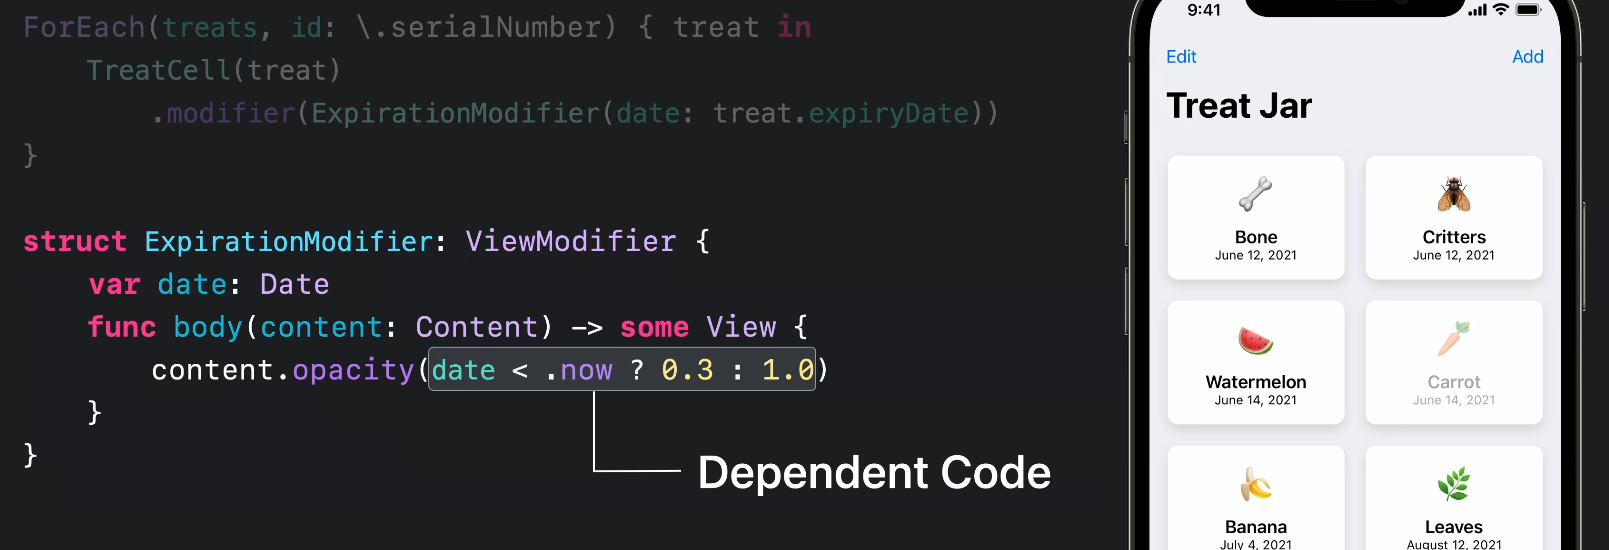 ForEach(treats, id: \.serialNumber) { treat in
TreatCell(treat)
.modifier(ExpirationModifier(date: treat.expiryDate))
}
struct ExpirationModifier: ViewModifier {
var date: Date
func body(content: Content) -> some View {
content.opacity(date < .now ? 0.3 : 1.0)
}
}
Dependent Code
9:41
Edit
Add
Treat Jar
Bone
June 12, 2021
Critters
June 12, 2021
Watermelon
June 14, 2021
Carrot
June 14, 2021
Banana
July 4, 2021
Leaves
August 12, 2021